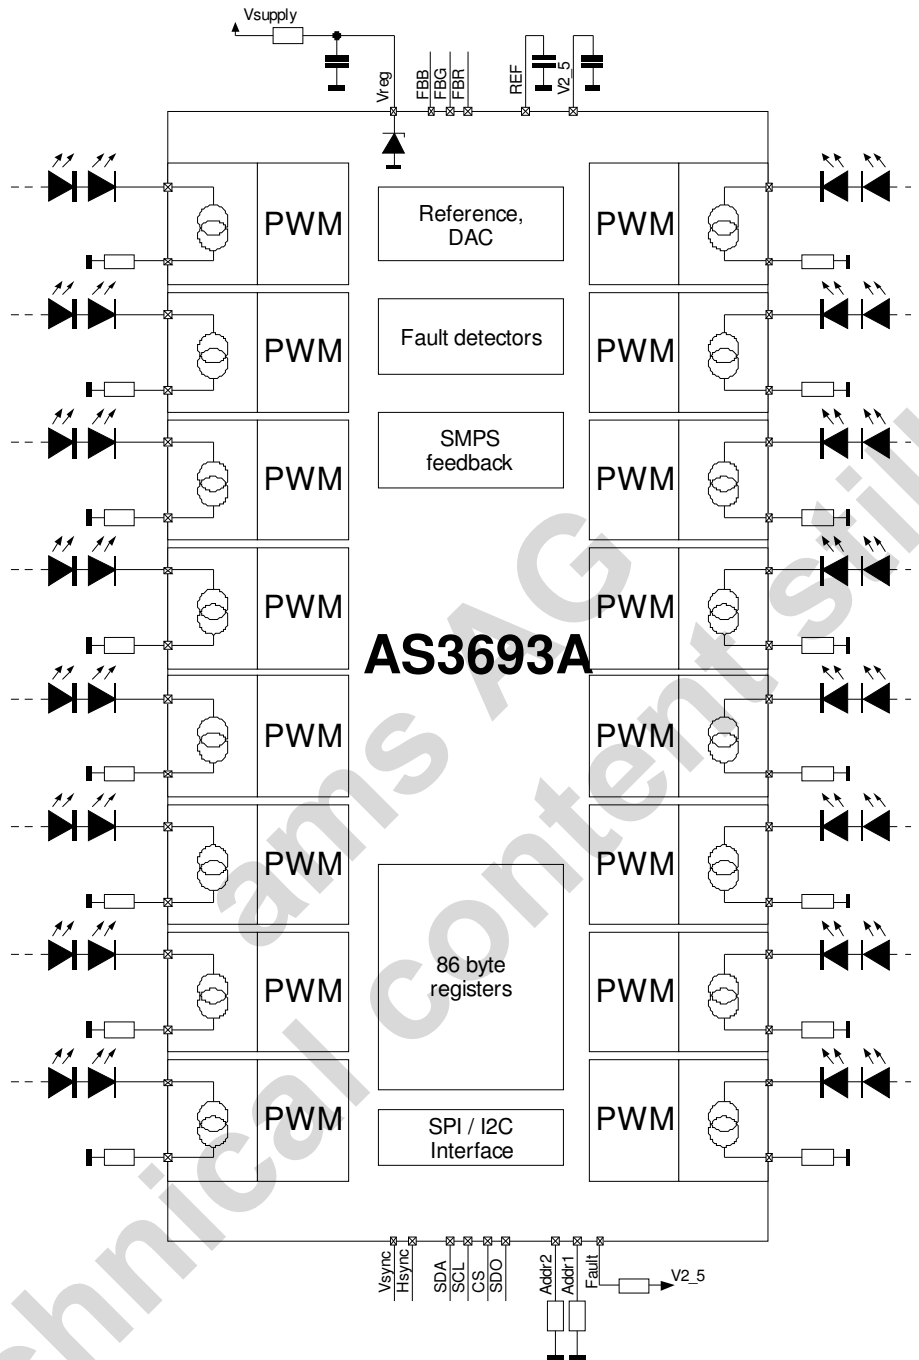 Vsupply
Vreg
FBB
FBG
FBR
REF
V2_5
PWM
Reference,
DAC
PWM
PWM
Fault detectors
PWM
PWM
SMPS
feedback
PWM
PWM
PWM
AS3693A
PWM
PWM
PWM
PWM
PWM
86 byte
registers
PWM
PWM
SPI / I2C
Interface
PWM
Vsync
Hsync
SDA
SCL
CS
SDO
Addr2
Addr1
Fault
V2_5
ams AG
content still